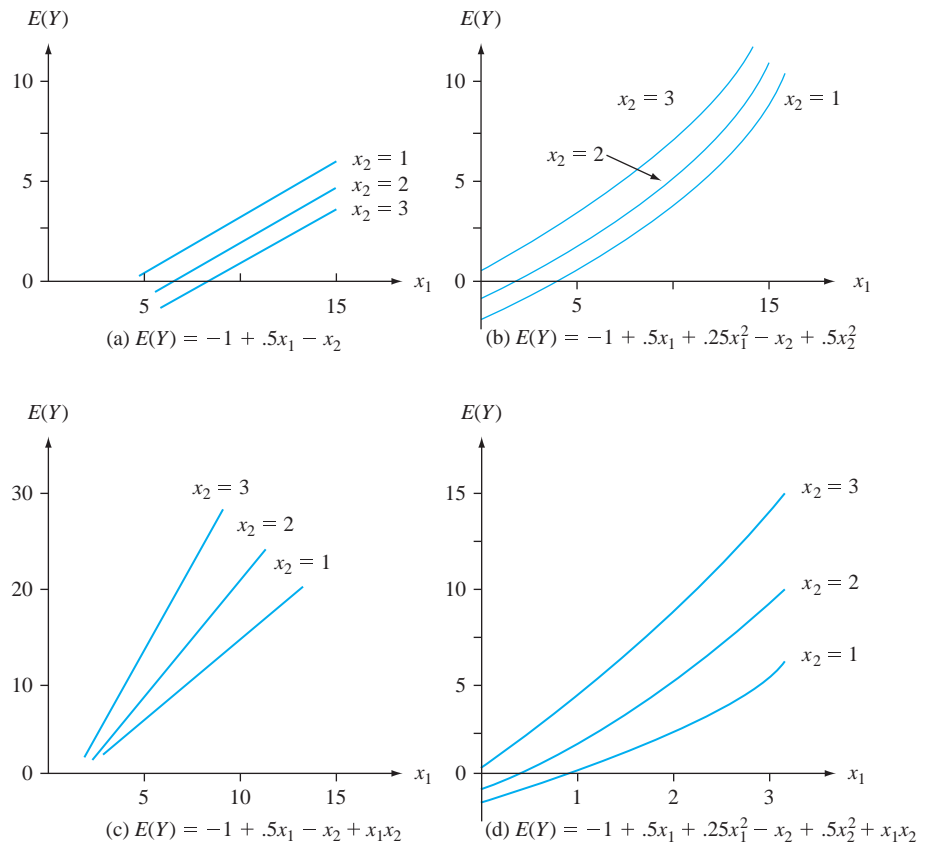 E(Y)
10
5
0
x₂ = 1
x₂ = 2
x₂ = 3
5
15
x₁
(a) E(Y) = −1 + .5x₁ − x₂
E(Y)
10
5
0
x₂ = 3
x₂ = 1
x₂ = 2
5
15
x₁
(b) E(Y) = −1 + .5x₁ + .25x₁² − x₂ + .5x₂²
E(Y)
30
20
10
0
x₂ = 3
x₂ = 2
x₂ = 1
5
10
15
x₁
(c) E(Y) = −1 + .5x₁ − x₂ + x₁x₂
E(Y)
15
10
5
0
x₂ = 3
x₂ = 2
x₂ = 1
1
2
3
x₁
(d) E(Y) = −1 + .5x₁ + .25x₁² − x₂ + .5x₂² + x₁x₂